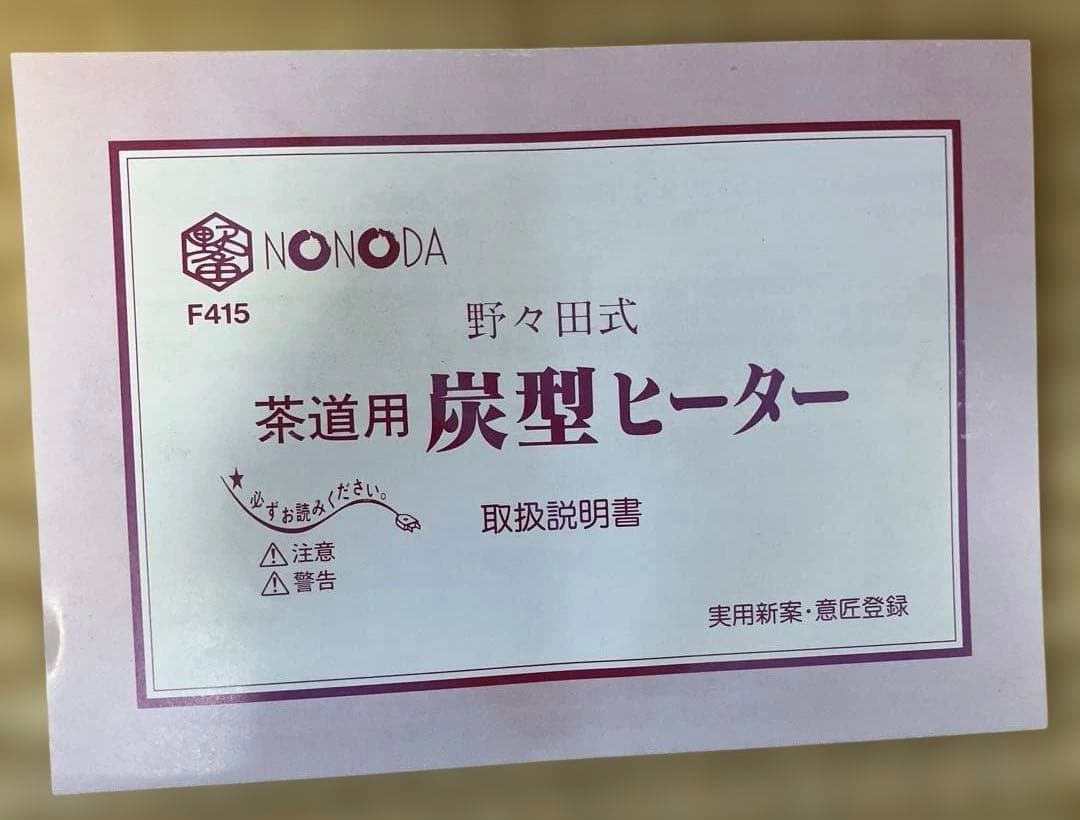 NONODA
F415
野々田式
茶道用 炭型ヒーター
★必ずお読みください。
取扱説明書
⚠注意
⚠警告
実用新案・意匠登録